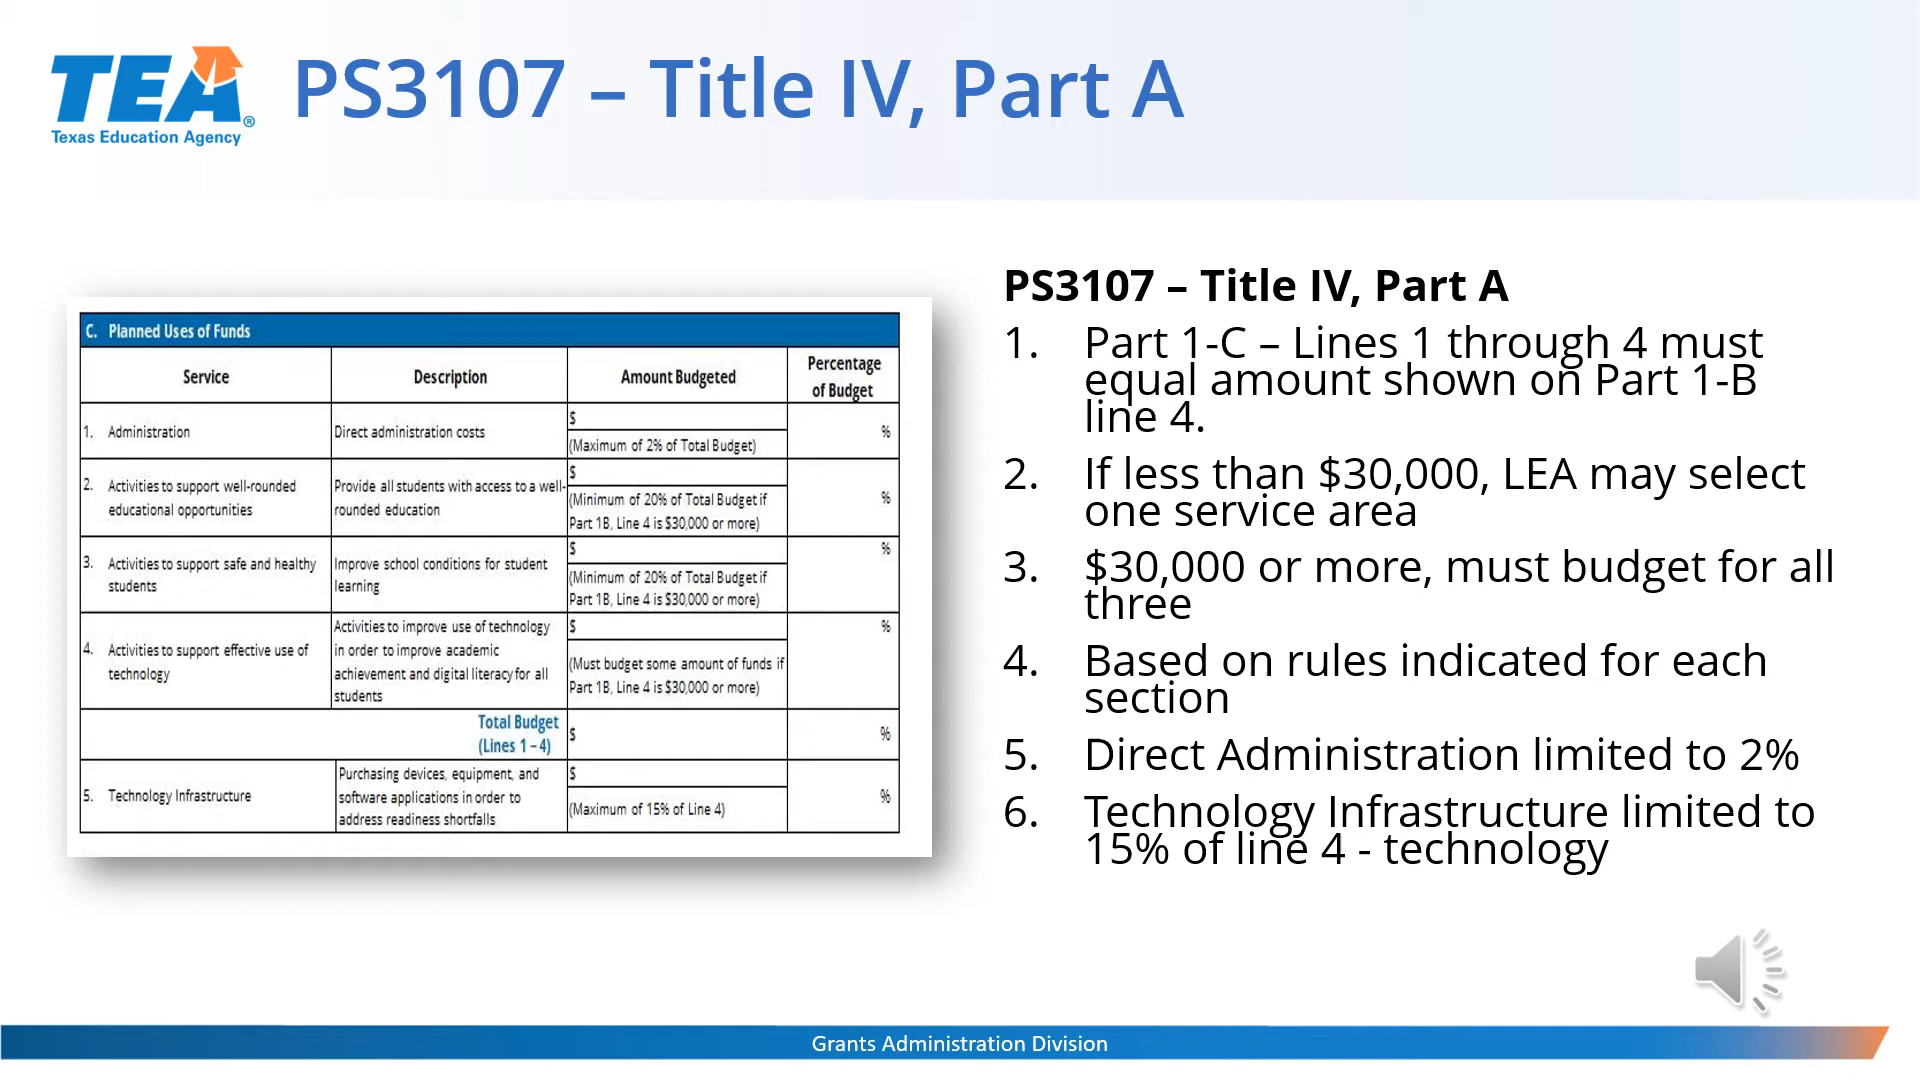 TEA®
Texas Education Agency
PS3107 – Title IV, Part A
C. Planned Uses of Funds
Service
Description
Amount Budgeted
Percentage
of Budget
1. Administration
Direct administration costs
$
(Maximum of 2% of Total Budget)
%
2. Activities to support well-rounded
educational opportunities
Provide all students with access to a well-
rounded education
$
(Minimum of 20% of Total Budget if
Part 1B, Line 4 is $30,000 or more)
%
3. Activities to support safe and healthy
students
Improve school conditions for student
learning
$
(Minimum of 20% of Total Budget if
Part 1B, Line 4 is $30,000 or more)
%
4. Activities to support effective use of
technology
Activities to improve use of technology
in order to improve academic
achievement and digital literacy for all
students
$
(Must budget some amount of funds if
Part 1B, Line 4 is $30,000 or more)
%
Total Budget
(Lines 1 – 4)
$
%
5. Technology Infrastructure
Purchasing devices, equipment, and
software applications in order to
address readiness shortfalls
$
(Maximum of 15% of Line 4)
%
PS3107 – Title IV, Part A
1. Part 1-C – Lines 1 through 4 must
equal amount shown on Part 1-B
line 4.
2. If less than $30,000, LEA may select
one service area
3. $30,000 or more, must budget for all
three
4. Based on rules indicated for each
section
5. Direct Administration limited to 2%
6. Technology Infrastructure limited to
15% of line 4 - technology
Grants Administration Division